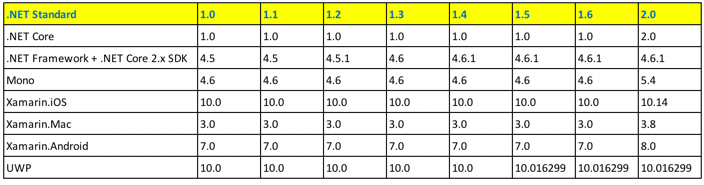 .NET Standard 1.0 1.1 1.2 1.3 1.4 1.5 1.6 2.0
.NET Core 1.0 1.0 1.0 1.0 1.0 1.0 1.0 2.0
.NET Framework + .NET Core 2.x SDK 4.5 4.5 4.5.1 4.6 4.6.1 4.6.1 4.6.1 4.6.1
Mono 4.6 4.6 4.6 4.6 4.6 4.6 4.6 5.4
Xamarin.iOS 10.0 10.0 10.0 10.0 10.0 10.0 10.0 10.14
Xamarin.Mac 3.0 3.0 3.0 3.0 3.0 3.0 3.0 3.8
Xamarin.Android 7.0 7.0 7.0 7.0 7.0 7.0 7.0 8.0
UWP 10.0 10.0 10.0 10.0 10.0 10.016299 10.016299 10.016299